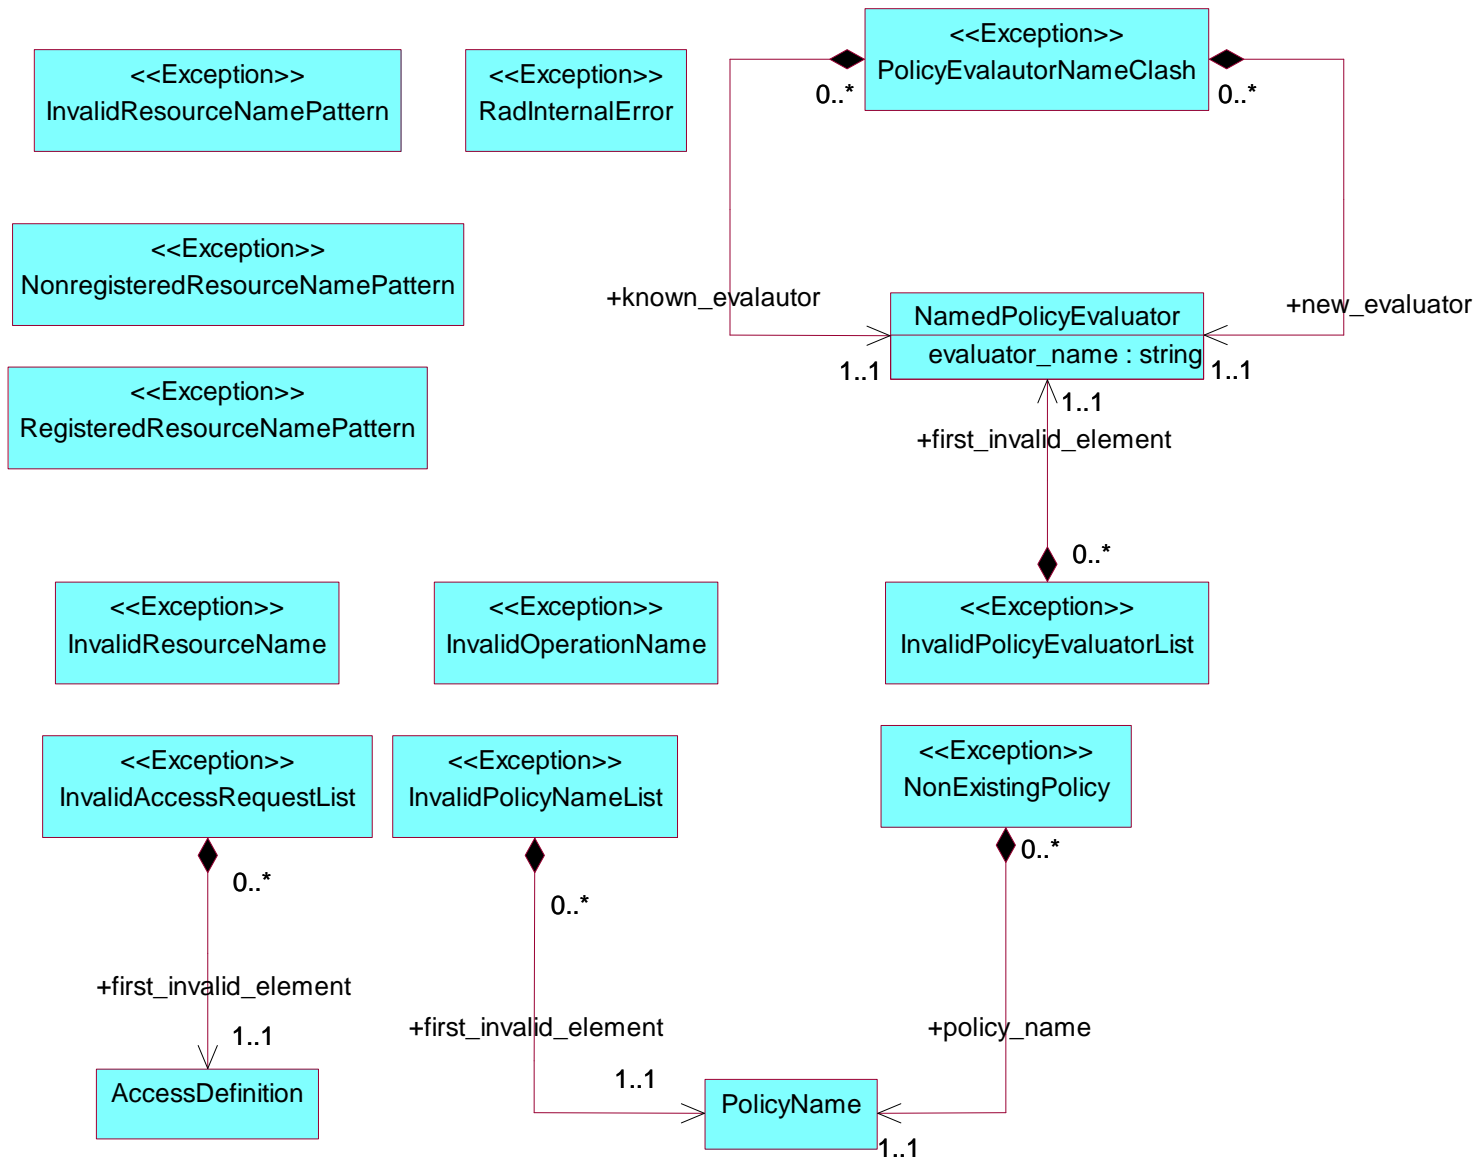 <<Exception>>
InvalidResourceNamePattern
<<Exception>>
RadInternalError
<<Exception>>
PolicyEvalautorNameClash
0..*
0..*
<<Exception>>
NonregisteredResourceNamePattern
+known_evalautor
+new_evaluator
NamedPolicyEvaluator
evaluator_name : string
1..1
1..1
<<Exception>>
RegisteredResourceNamePattern
1..1
+first_invalid_element
0..*
<<Exception>>
InvalidResourceName
<<Exception>>
InvalidOperationName
<<Exception>>
InvalidPolicyEvaluatorList
<<Exception>>
InvalidAccessRequestList
<<Exception>>
InvalidPolicyNameList
<<Exception>>
NonExistingPolicy
0..*
0..*
0..*
+first_invalid_element
+first_invalid_element
+policy_name
1..1
1..1
AccessDefinition
PolicyName
1..1